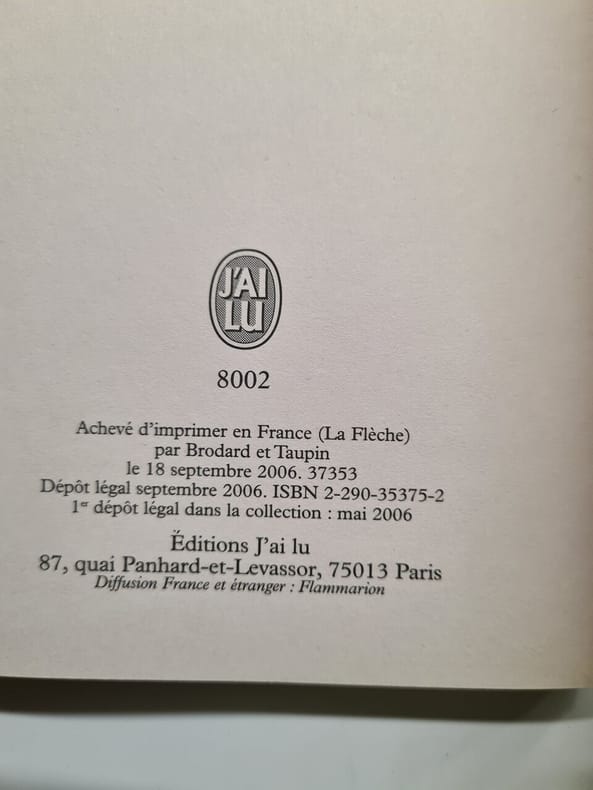 J'AI
LU
8002
Achevé d'imprimer en France (La Flèche)
par Brodard et Taupin
le 18 septembre 2006. 37353
Dépôt légal septembre 2006. ISBN 2-290-35375-2
1er dépôt légal dans la collection : mai 2006
Éditions J'ai lu
87, quai Panhard-et-Levassor, 75013 Paris
Diffusion France et étranger : Flammarion